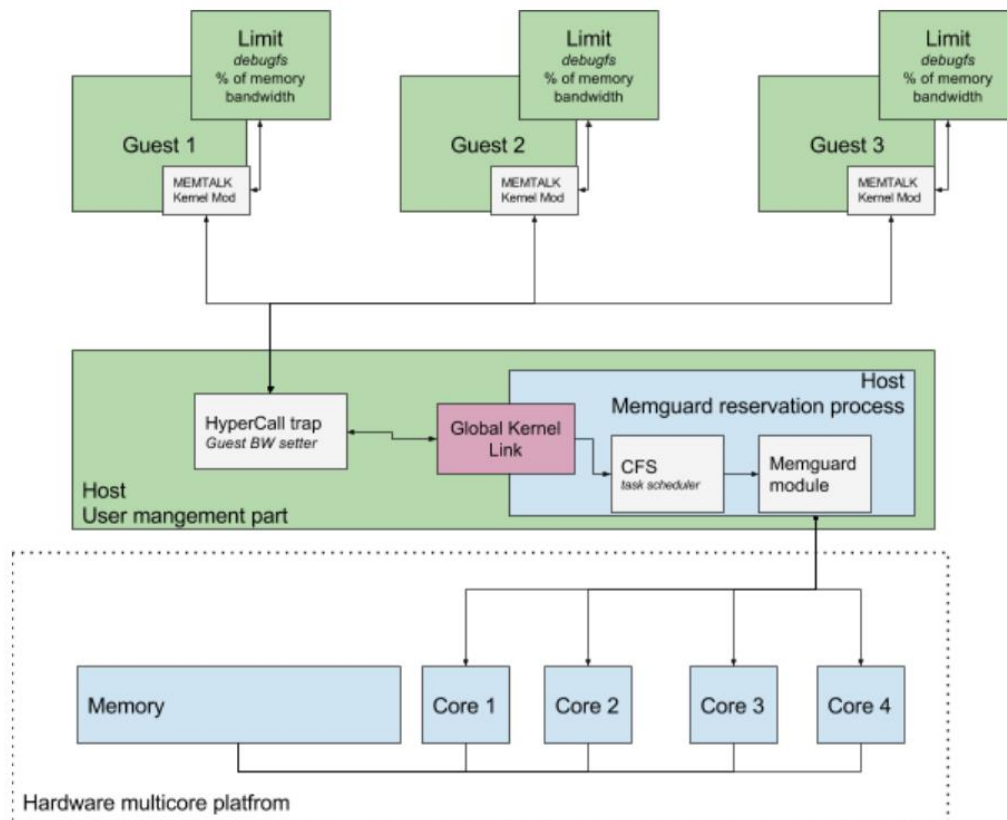 Limit
debugfs
% of memory
bandwidth
Guest 1
MEMTALK
Kernel Mod
Limit
debugfs
% of memory
bandwidth
Guest 2
MEMTALK
Kernel Mod
Limit
debugfs
% of memory
bandwidth
Guest 3
MEMTALK
Kernel Mod
Host
Memguard reservation process
HyperCall trap
Guest BW setter
Global Kernel
Link
CFS
task scheduler
Memguard
module
Host
User mangement part
Memory
Core 1
Core 2
Core 3
Core 4
Hardware multicore platfrom